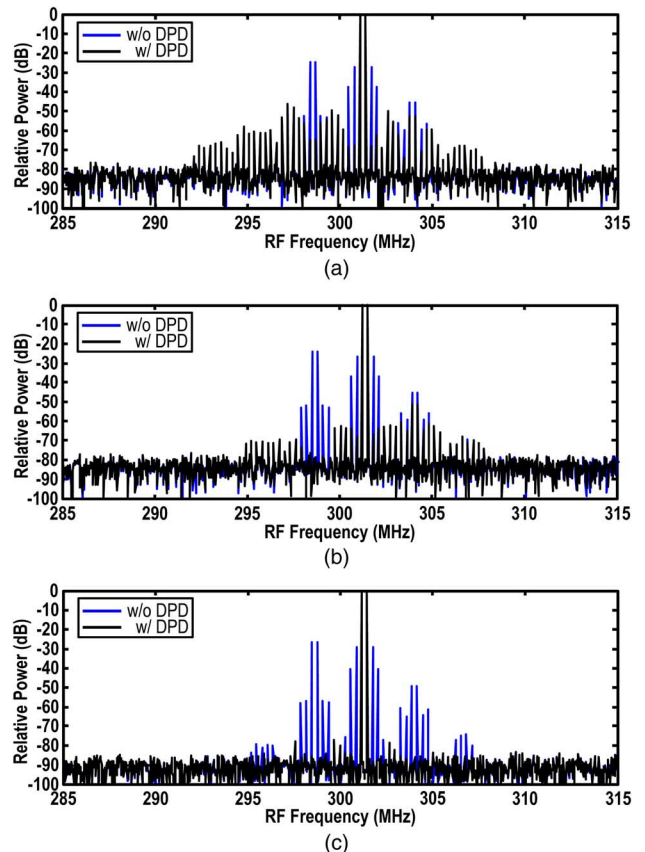 0
-10
-20
-30
-40
-50
-60
-70
-80
-90
-100
Relative Power (dB)
w/o DPD
w/ DPD
285 290 295 300 305 310 315
RF Frequency (MHz)
(a)
0
-10
-20
-30
-40
-50
-60
-70
-80
-90
-100
Relative Power (dB)
w/o DPD
w/ DPD
285 290 295 300 305 310 315
RF Frequency (MHz)
(b)
0
-10
-20
-30
-40
-50
-60
-70
-80
-90
-100
Relative Power (dB)
w/o DPD
w/ DPD
285 290 295 300 305 310 315
RF Frequency (MHz)
(c)